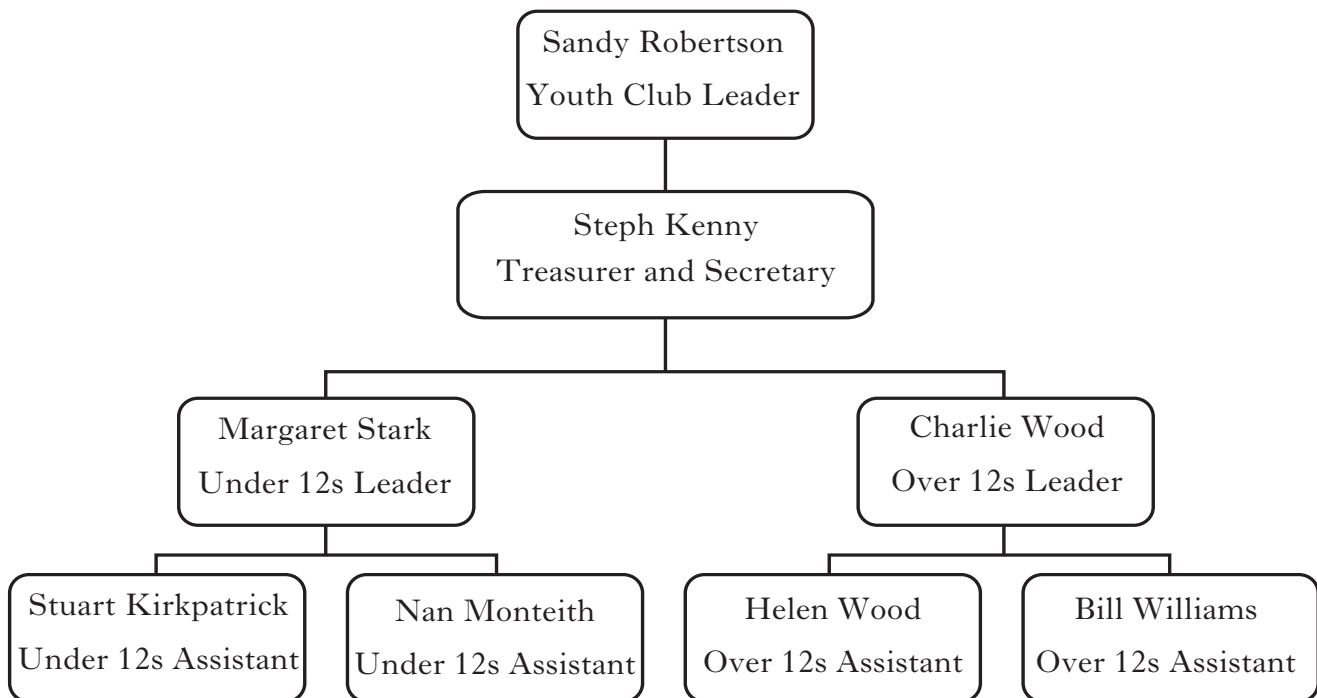 Sandy Robertson
Youth Club Leader
Steph Kenny
Treasurer and Secretary
Margaret Stark
Under 12s Leader
Charlie Wood
Over 12s Leader
Stuart Kirkpatrick
Under 12s Assistant
Nan Monteith
Under 12s Assistant
Helen Wood
Over 12s Assistant
Bill Williams
Over 12s Assistant